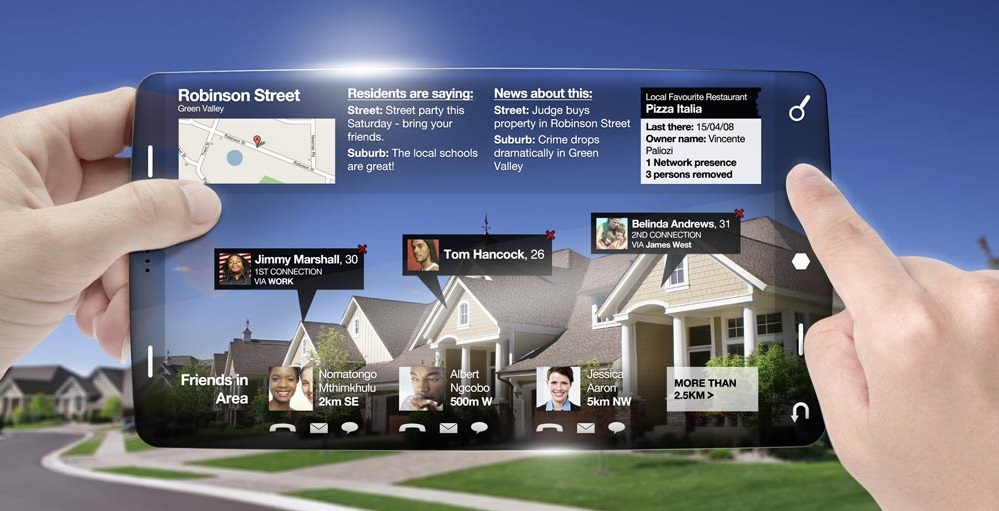 Robinson Street
Green Valley
Residents are saying:
Street: Street party this
Saturday - bring your
friends.
Suburb: The local schools
are great!
News about this:
Street: Judge buys
property in Robinson Street
Suburb: Crime drops
dramatically in Green
Valley
Local Favourite Restaurant
Pizza Italia
Last there: 15/04/08
Owner name: Vincente
Paliozi
1 Network presence
3 persons removed
Jimmy Marshall, 30
1ST CONNECTION
VIA WORK
Tom Hancock, 26
Belinda Andrews, 31
2ND CONNECTION
VIA James West
Friends in
Area
Nomatongo
Mthimkhulu
2km SE
Albert
Ngcobo
500m W
Jessica
Aaron
5km NW
MORE THAN
2.5KM >